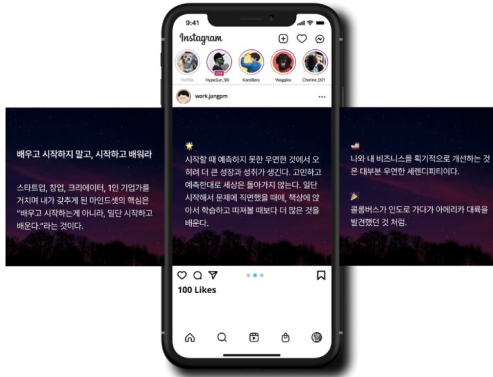 9:41
Instagram
HypeSun_90
KaroBary
Waggles
Cherine_001
work.jangpm
배우고 시작하지 말고, 시작하고 배워라
스타트업, 창업, 크리에이터, 1인 기업가를
거치며 내가 갖추게 된 마인드셋의 핵심은
"배우고 시작하는게 아니라, 일단 시작하고
배운다."라는 것이다.
시작할 때 예측하지 못한 우연한 것에서 오
히려 더 큰 성장과 성취가 생긴다. 고민하고
예측한대로 세상은 돌아가지 않는다. 일단
시작해서 문제에 직면했을 때에, 책상에 앉
아서 학습하고 따져볼 때보다 더 많은 것을
배운다.
나와 내 비즈니스를 획기적으로 개선하는 것
은 대부분 우연한 세렌디피티이다.
콜롬버스가 인도로 가다가 아메리카 대륙을
발견했던 것 처럼.
100 Likes